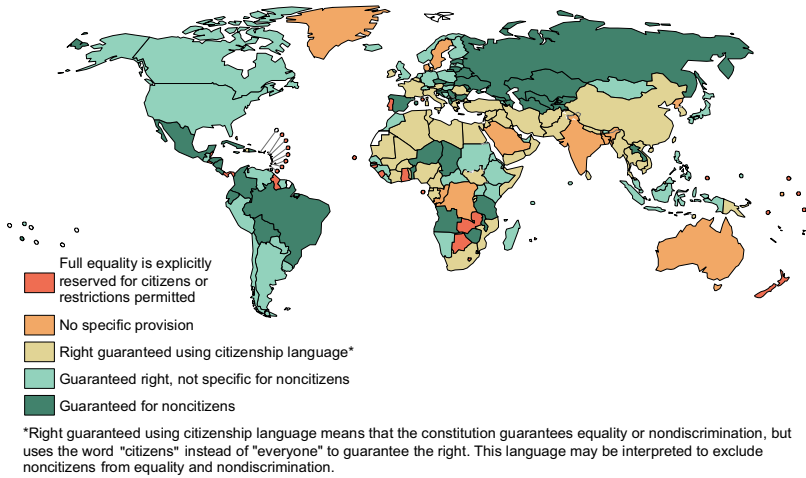 Full equality is explicitly
reserved for citizens or
restrictions permitted
No specific provision
Right guaranteed using citizenship language*
Guaranteed right, not specific for noncitizens
Guaranteed for noncitizens
*Right guaranteed using citizenship language means that the constitution guarantees equality or nondiscrimination, but
uses the word "citizens" instead of "everyone" to guarantee the right. This language may be interpreted to exclude
noncitizens from equality and nondiscrimination.